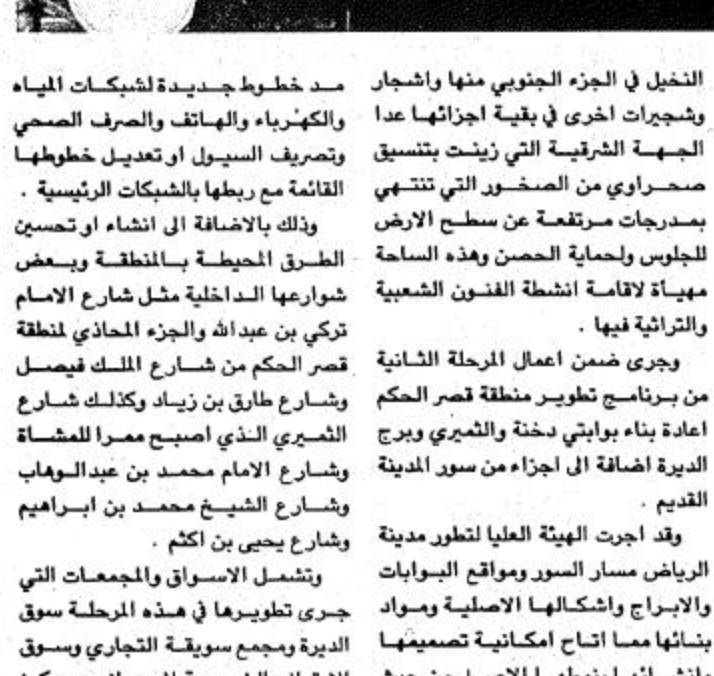 النخيل في الجزء الجنوبي منها واشجار
وشجيرات اخرى في بقية اجزائها عدا
الجهة الشرقية التي زينت بتنسيق
صحراوي من الصخور التي تنتهي
بمدرجات مرتفعة عن سطح الارض
للجلوس ولحماية الحصن وهذه الساحة
مهيأة لاقامة انشطة الفنون الشعبية
والتراثية فيها .
وجرى ضمن اعمال المرحلة الثانية
من برنامج تطوير منطقة قصر الحكم
اعادة بناء بوابتي دخنة والثميري وبرج
الديرة اضافة الى اجزاء من سور المدينة
القديم .
وقد اجرت الهيئة العليا لتطور مدينة
الرياض مسار السور ومواقع البوابات
والابراج واشكالها الاصلية ومواد
بنائها مما اتاح امكانية تصميمها
مد خطوط جديدة لشبكات المياه
والكهرباء والهاتف والصرف الصحي
وتصريف السيول او تعديل خطوطها
القائمة مع ربطها بالشبكات الرئيسية .
وذلك بالاضافة الى انشاء او تحسين
الطرق المحيطة بالمنطقة وبعض
شوارعها الداخلية مثل شارع الامام
تركي بن عبدالله والجزء المحاذي لمنطقة
قصر الحكم من شارع الملك فيصل
وشارع طارق بن زياد وكذلك شارع
الثميري الذي اصبح ممرا للمشاة
وشارع الامام محمد بن عبدالوهاب
وشارع الشيخ محمد بن ابراهيم
وشارع يحيى بن اكثم .
وتشمل الاسواق والمجمعات التي
جرى تطويرها في هذه المرحلة سوق
الديرة ومجمع سويقة التجاري وسوق